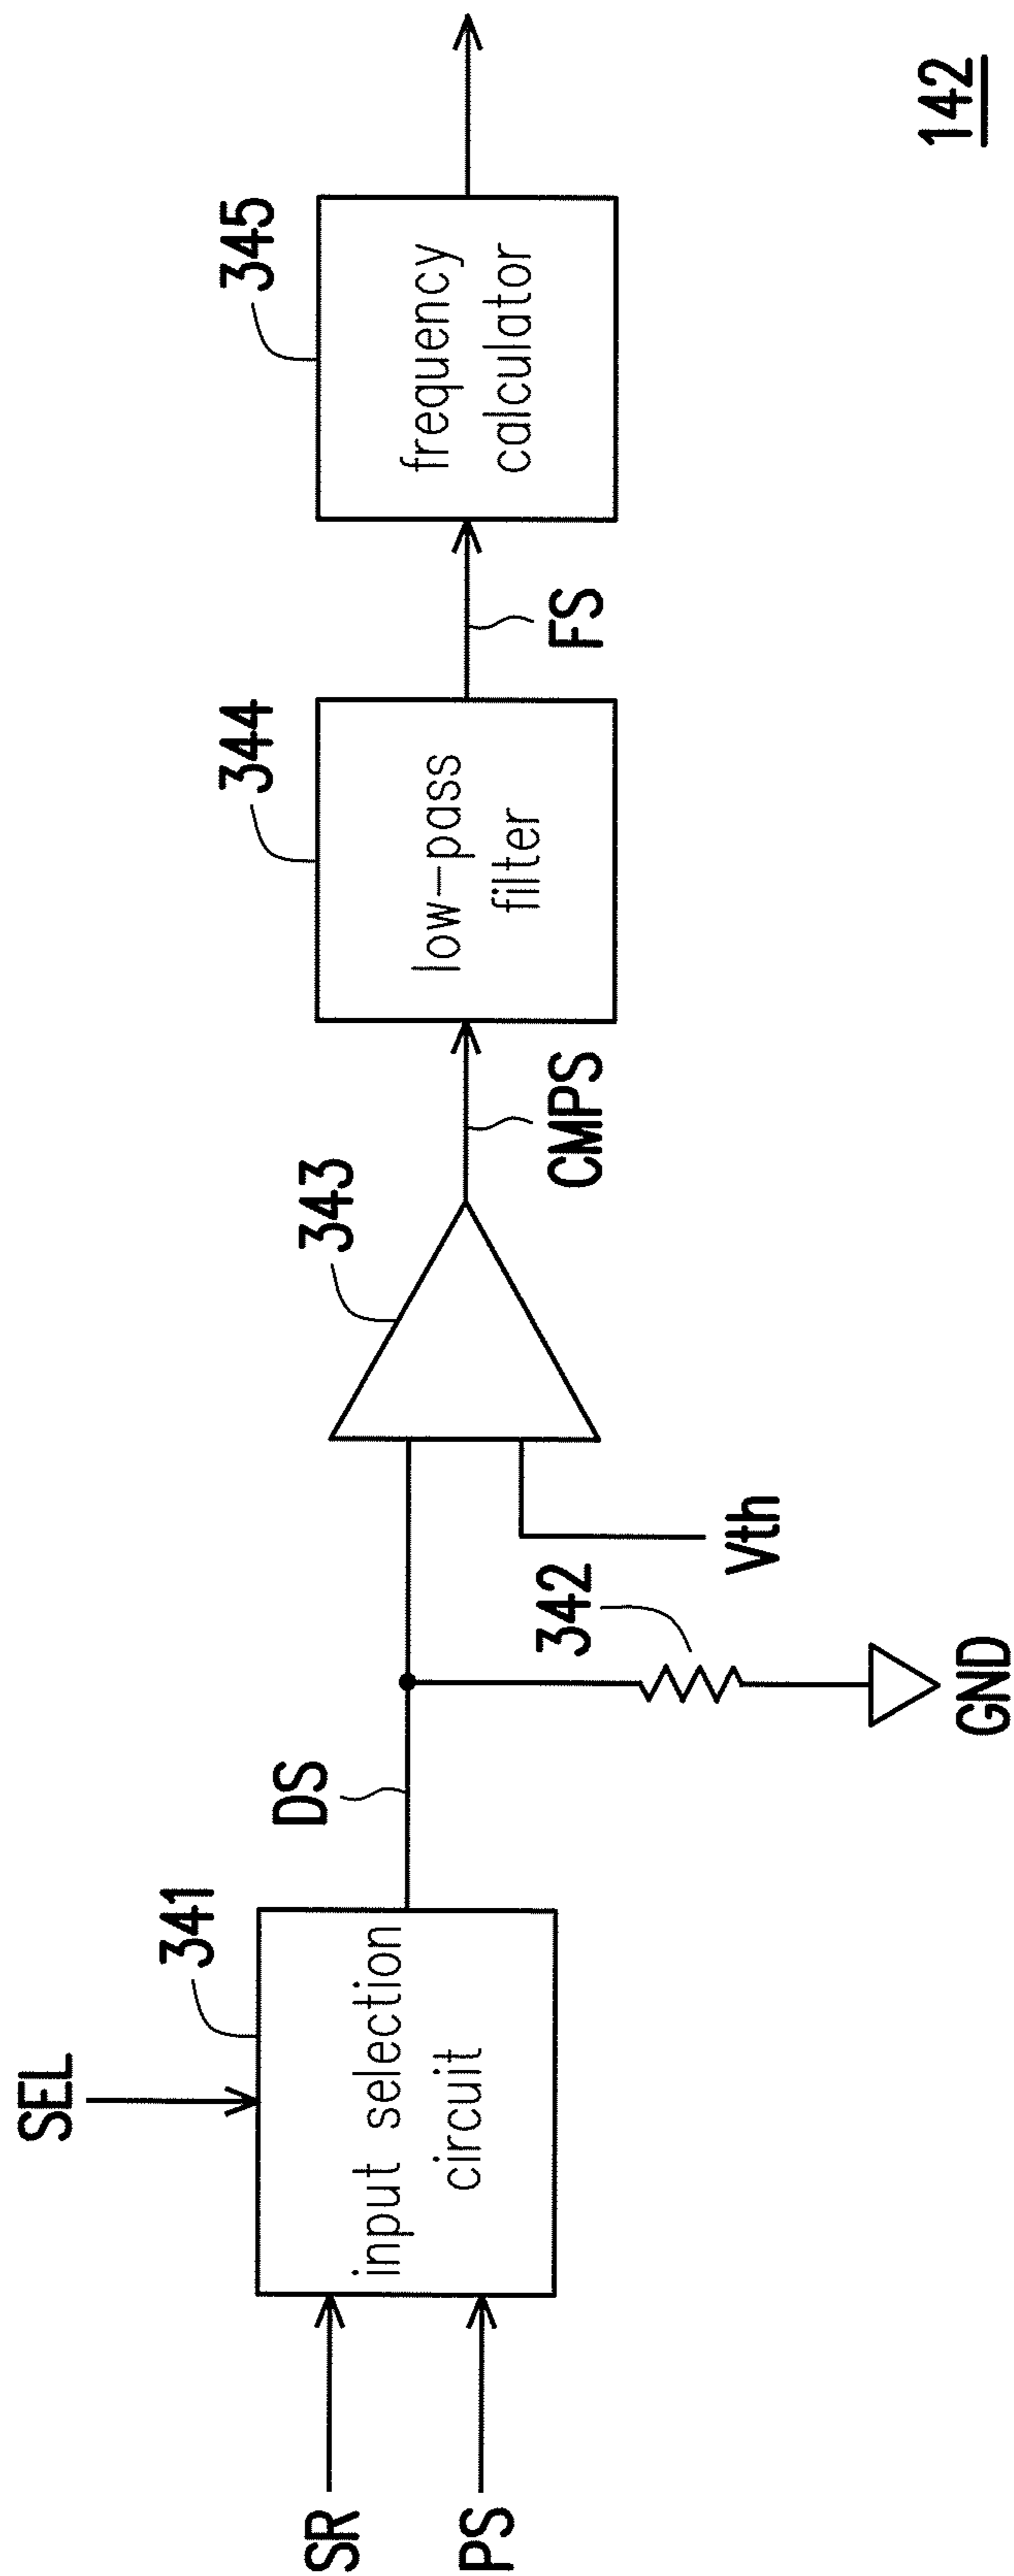 SEL
341
SR
PS
input selection
circuit
DS
342
GND
Vth
343
CMPS
344
low-pass
filter
FS
345
frequency
calculator
142